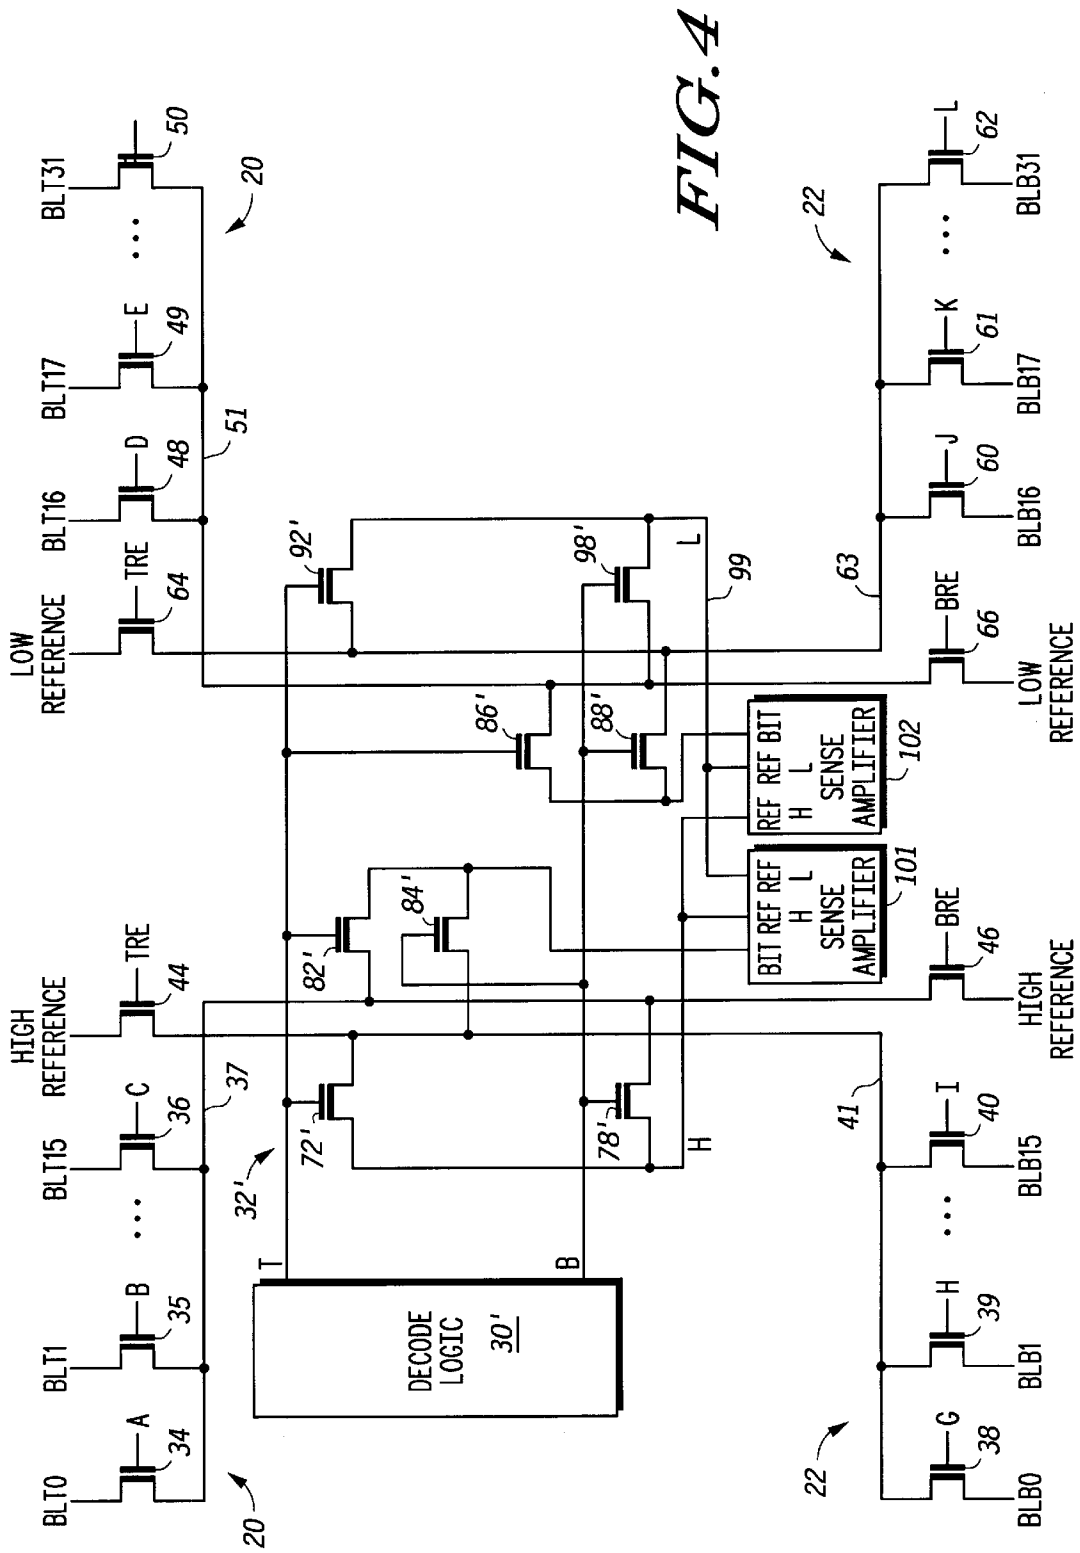 BLT0
BLT1
BLT15
HIGH
REFERENCE
LOW
REFERENCE
BLT16
BLT17
BLT31
A
B
C
TRE
TRE
D
E
34
35
• • •
36
44
64
48
49
• • •
50
20
37
51
20
32'
T
72'
82'
84'
86'
92'
DECODE
LOGIC
30'
B
78'
88'
98'
H
L
99
BIT REF REF
H L
SENSE
AMPLIFIER
101
REF REF BIT
H L
SENSE
AMPLIFIER
102
22
41
63
22
G
H
I
BRE
BRE
J
K
L
38
39
• • •
40
46
66
60
61
• • •
62
BLB0
BLB1
BLB15
HIGH
REFERENCE
LOW
REFERENCE
BLB16
BLB17
BLB31
FIG.4